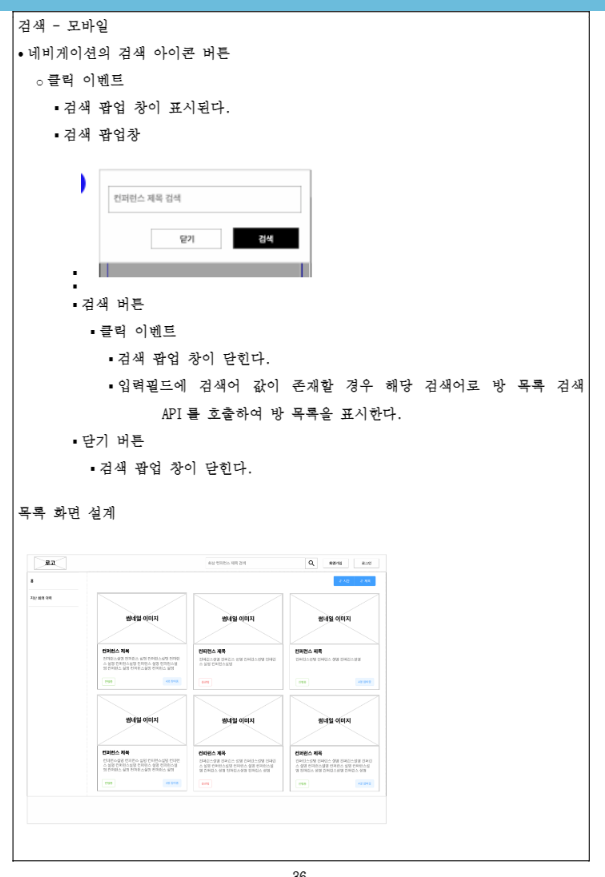 검색 - 모바일
• 네비게이션의 검색 아이콘 버튼
○ 클릭 이벤트
▪ 검색 팝업 창이 표시된다.
▪ 검색 팝업창
컨퍼런스 제목 검색
닫기 검색
▪
▪
▪ 검색 버튼
▪ 클릭 이벤트
▪ 검색 팝업 창이 닫힌다.
▪ 입력필드에 검색어 값이 존재할 경우 해당 검색어로 방 목록 검색
API를 호출하여 방 목록을 표시한다.
▪ 닫기 버튼
▪ 검색 팝업 창이 닫힌다.
목록 화면 설계
로고
썸네일 이미지 썸네일 이미지 썸네일 이미지
컨퍼런스 제목 컨퍼런스 제목 컨퍼런스 제목
썸네일 이미지 썸네일 이미지 썸네일 이미지
컨퍼런스 제목 컨퍼런스 제목 컨퍼런스 제목
36